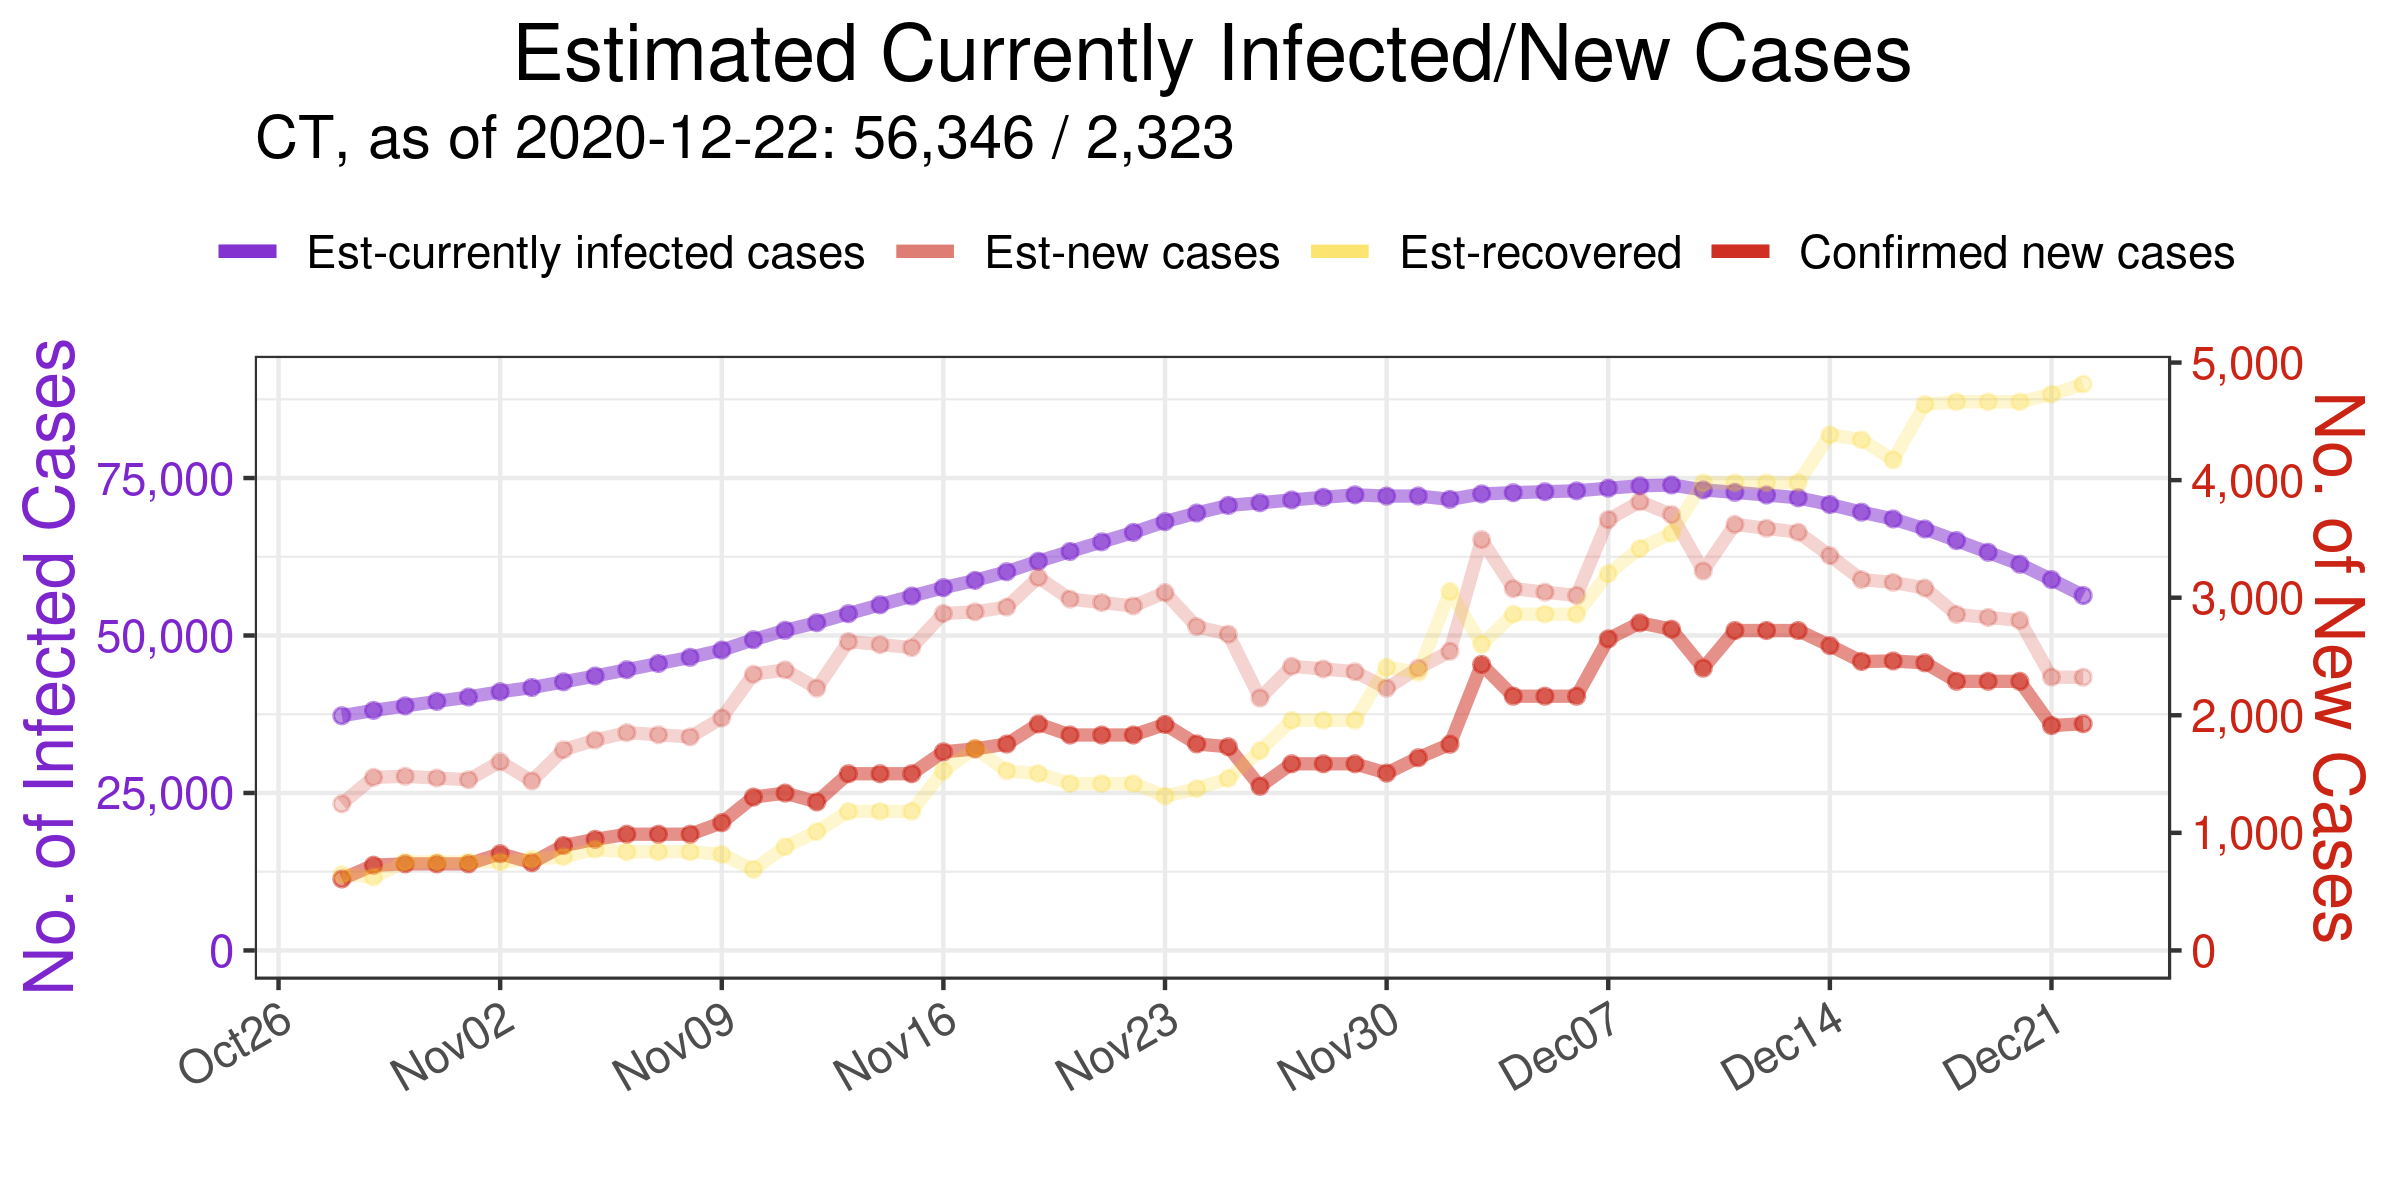 Estimated Currently Infected/New Cases
CT, as of 2020-12-22: 56,346 / 2,323
Est-currently infected cases Est-new cases Est-recovered Confirmed new cases
No. of Infected Cases
75,000
50,000
25,000
0
5,000
4,000
3,000
2,000
1,000
0
No. of New Cases
Oct26 Nov02 Nov09 Nov16 Nov23 Nov30 Dec07 Dec14 Dec21